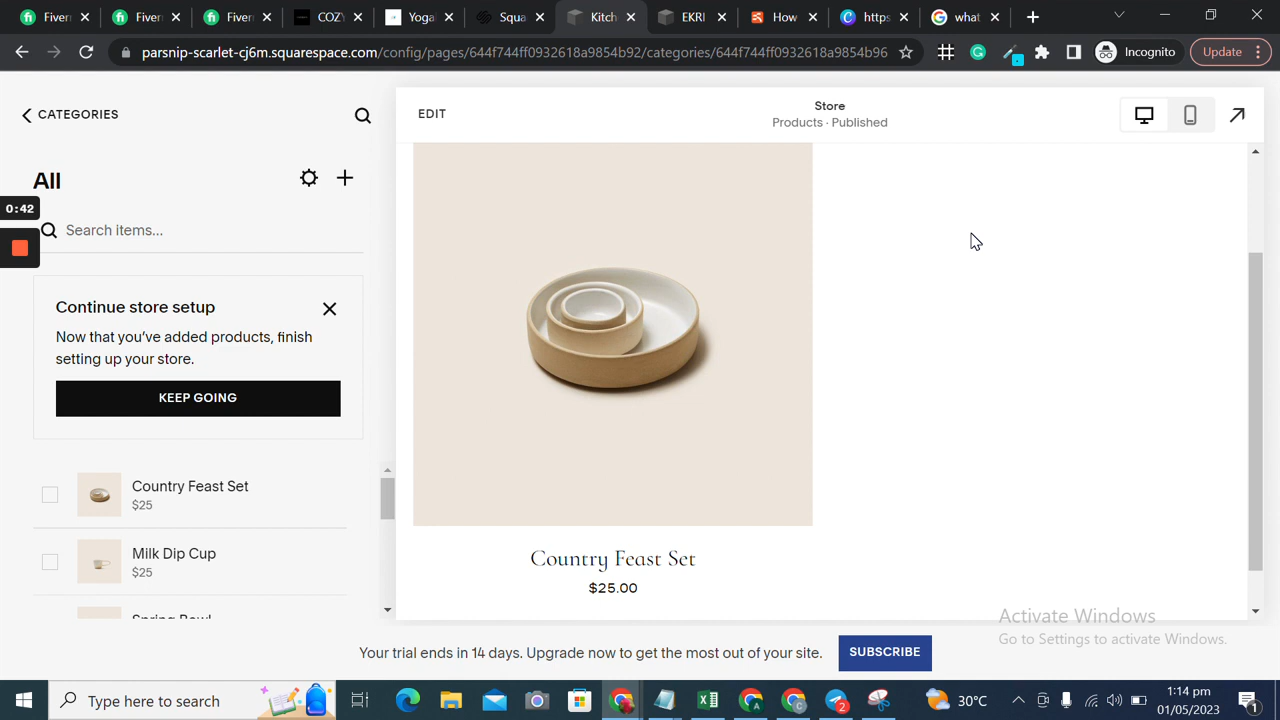 Fiverr
Fiverr
Fiverr
COZY
Yoga
Squa
Kitch
EKRI
How
https
what
parsnip-scarlet-cj6m.squarespace.com/config/pages/644f744ff0932618a9854b92/categories/644f744ff0932618a9854b96
Incognito
Update
CATEGORIES
EDIT
Store
Products · Published
All
0:42
Search items...
Continue store setup
Now that you've added products, finish
setting up your store.
KEEP GOING
Country Feast Set
$25
Milk Dip Cup
$25
Spring Bowl
Country Feast Set
$25.00
Activate Windows
Go to Settings to activate Windows.
Your trial ends in 14 days. Upgrade now to get the most out of your site.
SUBSCRIBE
Type here to search
A
C
2
30°C
1:14 pm
01/05/2023
1